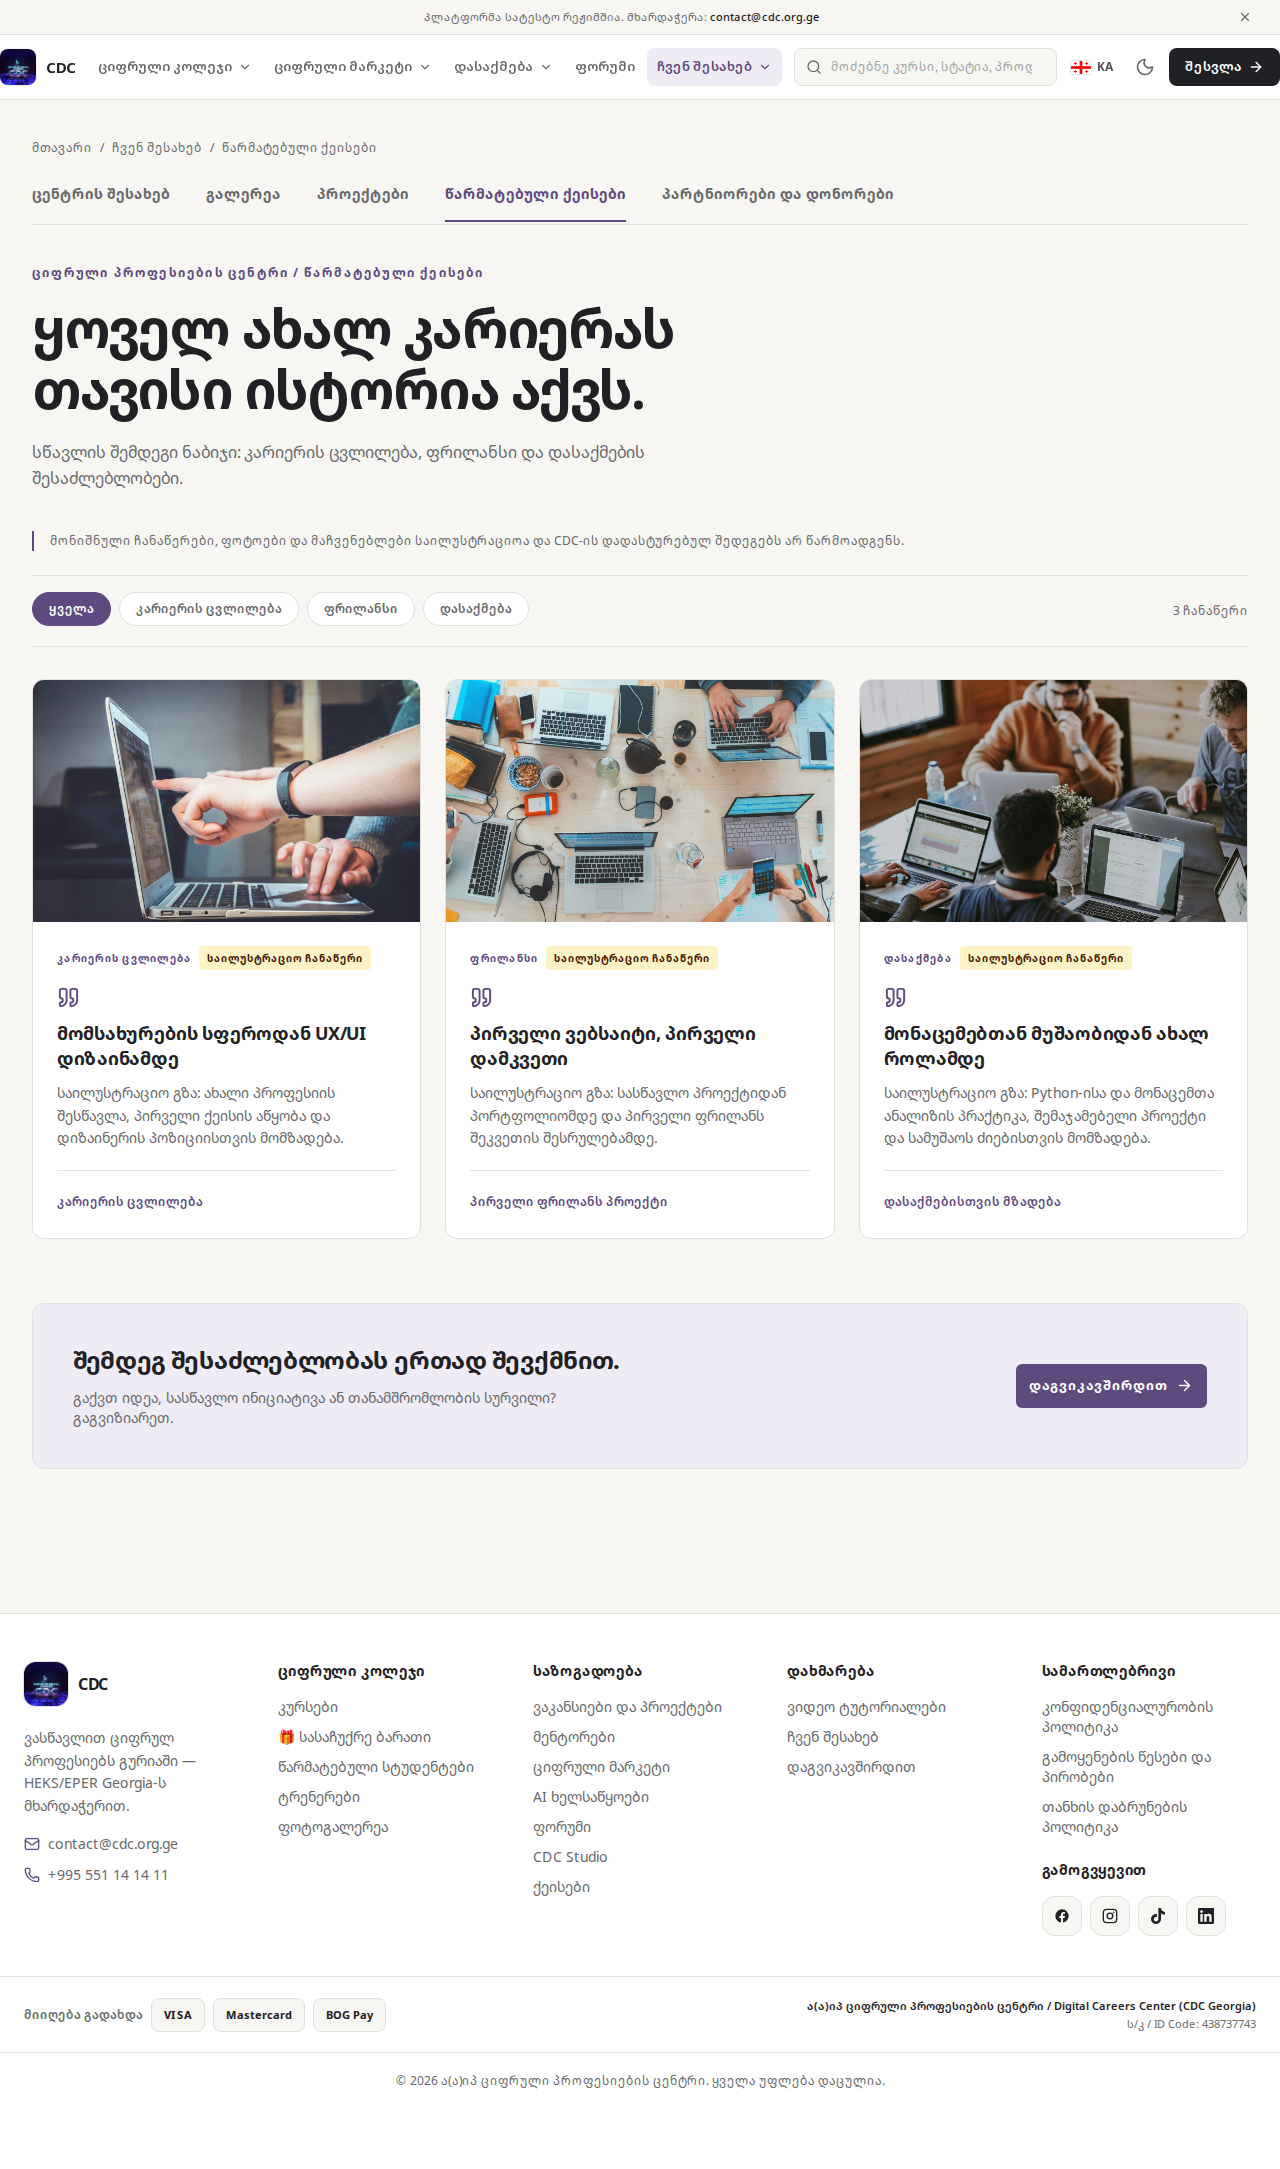 პლატფორმა სატესტო რეჟიმშია. მხარდაჭერა: contact@cdc.org.ge
CDC
ციფრული კოლეჯი
ციფრული მარკეტი
დასაქმება
ფორუმი
ჩვენ შესახებ
მოძებნე კურსი, სტატია, პროდ
KA
შესვლა
მთავარი / ჩვენ შესახებ / წარმატებული ქეისები
ცენტრის შესახებ
გალერეა
პროექტები
წარმატებული ქეისები
პარტნიორები და დონორები
ციფრული პროფესიების ცენტრი / წარმატებული ქეისები
ყოველ ახალ კარიერას
თავისი ისტორია აქვს.
სწავლის შემდეგი ნაბიჯი: კარიერის ცვლილება, ფრილანსი და დასაქმების
შესაძლებლობები.
მონიშნული ჩანაწერები, ფოტოები და მაჩვენებლები საილუსტრაციოა და CDC-ის დადასტურებულ შედეგებს არ წარმოადგენს.
ყველა
კარიერის ცვლილება
ფრილანსი
დასაქმება
3 ჩანაწერი
კარიერის ცვლილება
საილუსტრაციო ჩანაწერი
მომსახურების სფეროდან UX/UI
დიზაინამდე
საილუსტრაციო გზა: ახალი პროფესიის
შესწავლა, პირველი ქეისის აწყობა და
დიზაინერის პოზიციისთვის მომზადება.
კარიერის ცვლილება
ფრილანსი
საილუსტრაციო ჩანაწერი
პირველი ვებსაიტი, პირველი
დამკვეთი
საილუსტრაციო გზა: სასწავლო პროექტიდან
პორტფოლიომდე და პირველი ფრილანს
შეკვეთის შესრულებამდე.
პირველი ფრილანს პროექტი
დასაქმება
საილუსტრაციო ჩანაწერი
მონაცემებთან მუშაობიდან ახალ
როლამდე
საილუსტრაციო გზა: Python-ისა და მონაცემთა
ანალიზის პრაქტიკა, შემაჯამებელი პროექტი
და სამუშაოს ძიებისთვის მომზადება.
დასაქმებისთვის მზადება
შემდეგ შესაძლებლობას ერთად შევქმნით.
გაქვთ იდეა, სასწავლო ინიციატივა ან თანამშრომლობის სურვილი?
გაგვიზიარეთ.
დაგვიკავშირდით
CDC
ვასწავლით ციფრულ
პროფესიებს გურიაში —
HEKS/EPER Georgia-ს
მხარდაჭერით.
contact@cdc.org.ge
+995 551 14 14 11
ციფრული კოლეჯი
კურსები
🎁 სასაჩუქრე ბარათი
წარმატებული სტუდენტები
ტრენერები
ფოტოგალერეა
საზოგადოება
ვაკანსიები და პროექტები
მენტორები
ციფრული მარკეტი
AI ხელსაწყოები
ფორუმი
CDC Studio
ქეისები
დახმარება
ვიდეო ტუტორიალები
ჩვენ შესახებ
დაგვიკავშირდით
სამართლებრივი
კონფიდენციალურობის
პოლიტიკა
გამოყენების წესები და
პირობები
თანხის დაბრუნების
პოლიტიკა
გამოგვყევით
მიიღება გადახდა
VISA
Mastercard
BOG Pay
ა(ა)იპ ციფრული პროფესიების ცენტრი / Digital Careers Center (CDC Georgia)
ს/კ / ID Code: 438737743
© 2026 ა(ა)იპ ციფრული პროფესიების ცენტრი. ყველა უფლება დაცულია.